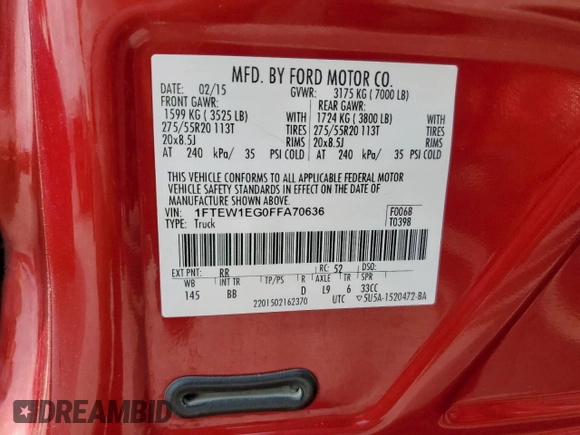 MFD. BY FORD MOTOR CO.
DATE: 02/15 GVWR: 3175 KG ( 7000 LB)
FRONT GAWR: REAR GAWR:
1599 KG ( 3525 LB) WITH 1724 KG ( 3800 LB) WITH
275/55R20 113T TIRES 275/55R20 113T TIRES
20x8.5J RIMS 20x8.5J RIMS
AT 240 kPa/ 35 PSI COLD AT 240 kPa/ 35 PSI COLD
THIS VEHICLE CONFORMS TO ALL APPLICABLE FEDERAL MOTOR
VEHICLE SAFETY STANDARDS IN EFFECT ON THE DATE OF
MANUFACTURE SHOWN ABOVE.
VIN: 1FTEW1EG0FFA70636 F0068
TYPE: Truck T0398
EXT PNT: RR RC: 52 DSO:
WB INT TR TP/PS R AXLE TR SPR
145 BB D L9 6 33CC
2201502162370 UTC ▽5U5A-1520472-BA
DREAMBID